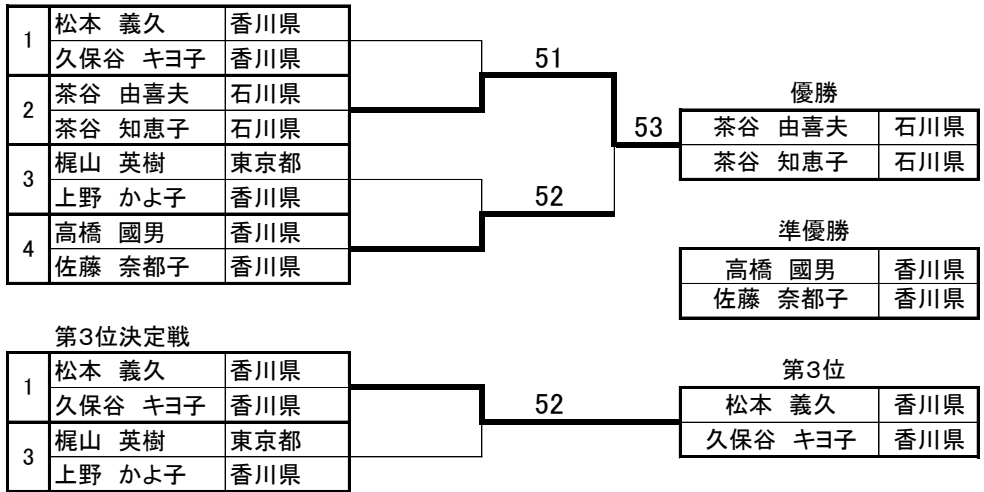 1 松本 義久 香川県
久保谷 キヨ子 香川県
2 茶谷 由喜夫 石川県
茶谷 知恵子 石川県
3 梶山 英樹 東京都
上野 かよ子 香川県
4 高橋 國男 香川県
佐藤 奈都子 香川県
51
52
53
優勝
茶谷 由喜夫 石川県
茶谷 知恵子 石川県
準優勝
高橋 國男 香川県
佐藤 奈都子 香川県
第3位決定戦
1 松本 義久 香川県
久保谷 キヨ子 香川県
3 梶山 英樹 東京都
上野 かよ子 香川県
52
第3位
松本 義久 香川県
久保谷 キヨ子 香川県